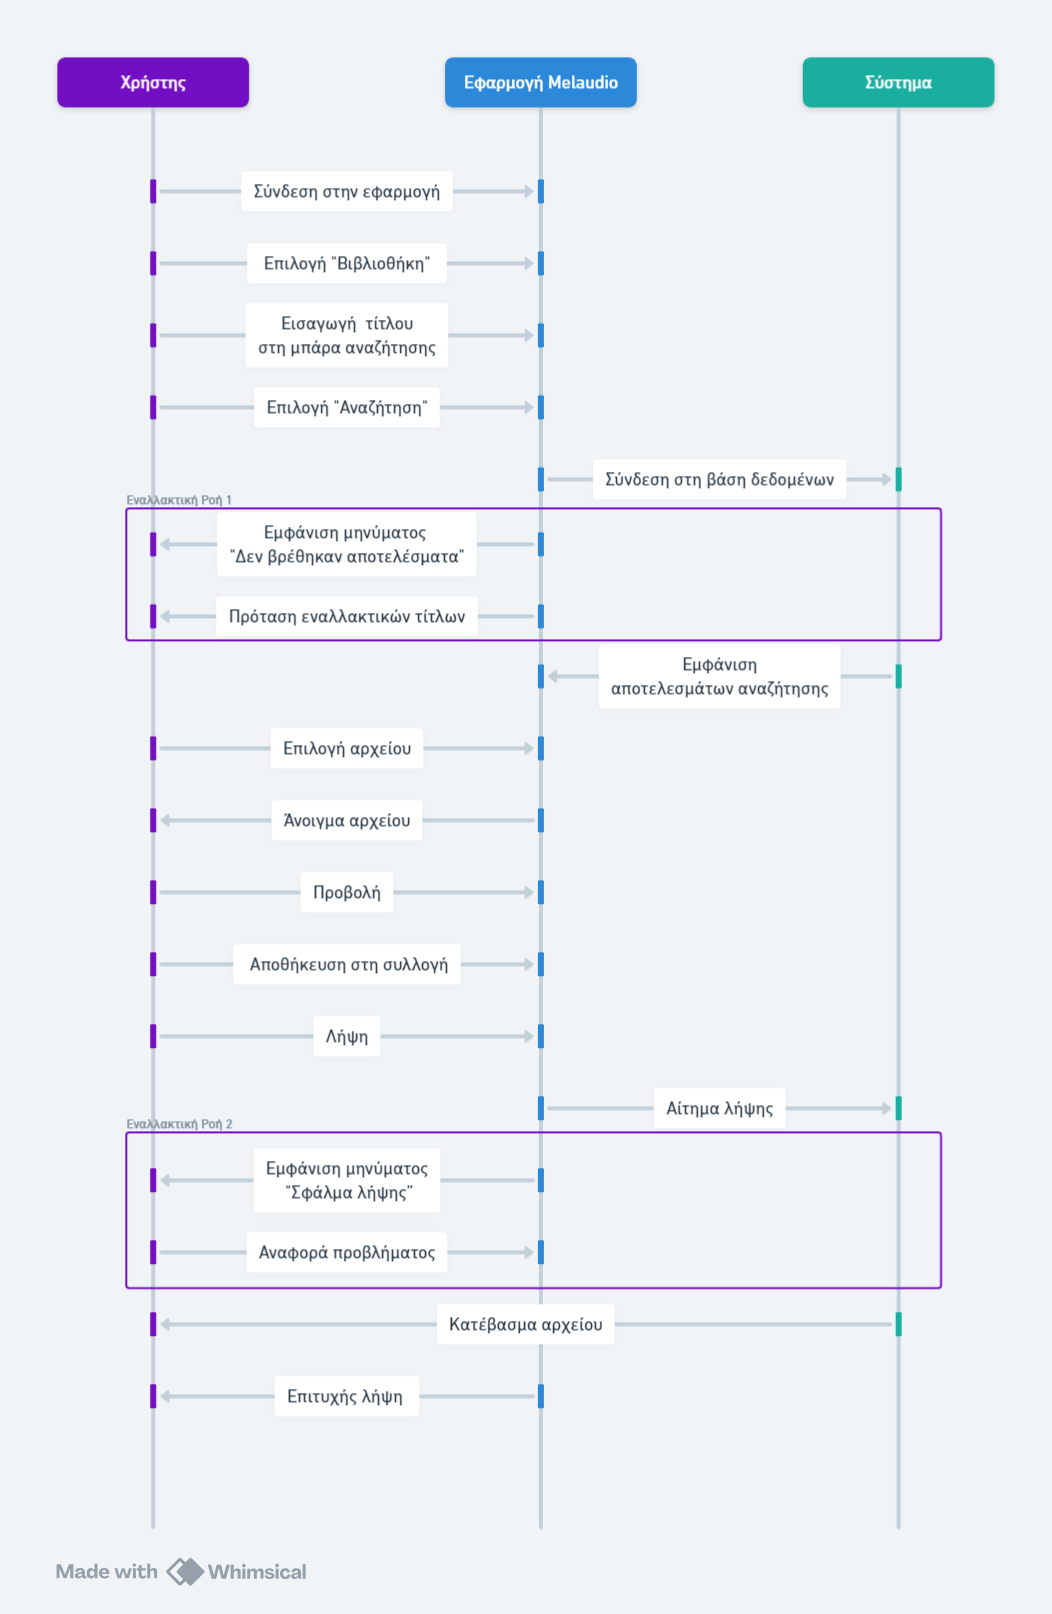 Χρήστης
Εφαρμογή Melaudio
Σύστημα
Σύνδεση στην εφαρμογή
Επιλογή "Βιβλιοθήκη"
Εισαγωγή  τίτλου
στη μπάρα αναζήτησης
Επιλογή "Αναζήτηση"
Σύνδεση στη βάση δεδομένων
Εναλλακτική Ροή 1
Εμφάνιση μηνύματος
"Δεν βρέθηκαν αποτελέσματα"
Πρόταση εναλλακτικών τίτλων
Εμφάνιση
αποτελεσμάτων αναζήτησης
Επιλογή αρχείου
Άνοιγμα αρχείου
Προβολή
Αποθήκευση στη συλλογή
Λήψη
Αίτημα λήψης
Εναλλακτική Ροή 2
Εμφάνιση μηνύματος
"Σφάλμα λήψης"
Αναφορά προβλήματος
Κατέβασμα αρχείου
Επιτυχής λήψη
Made with Whimsical